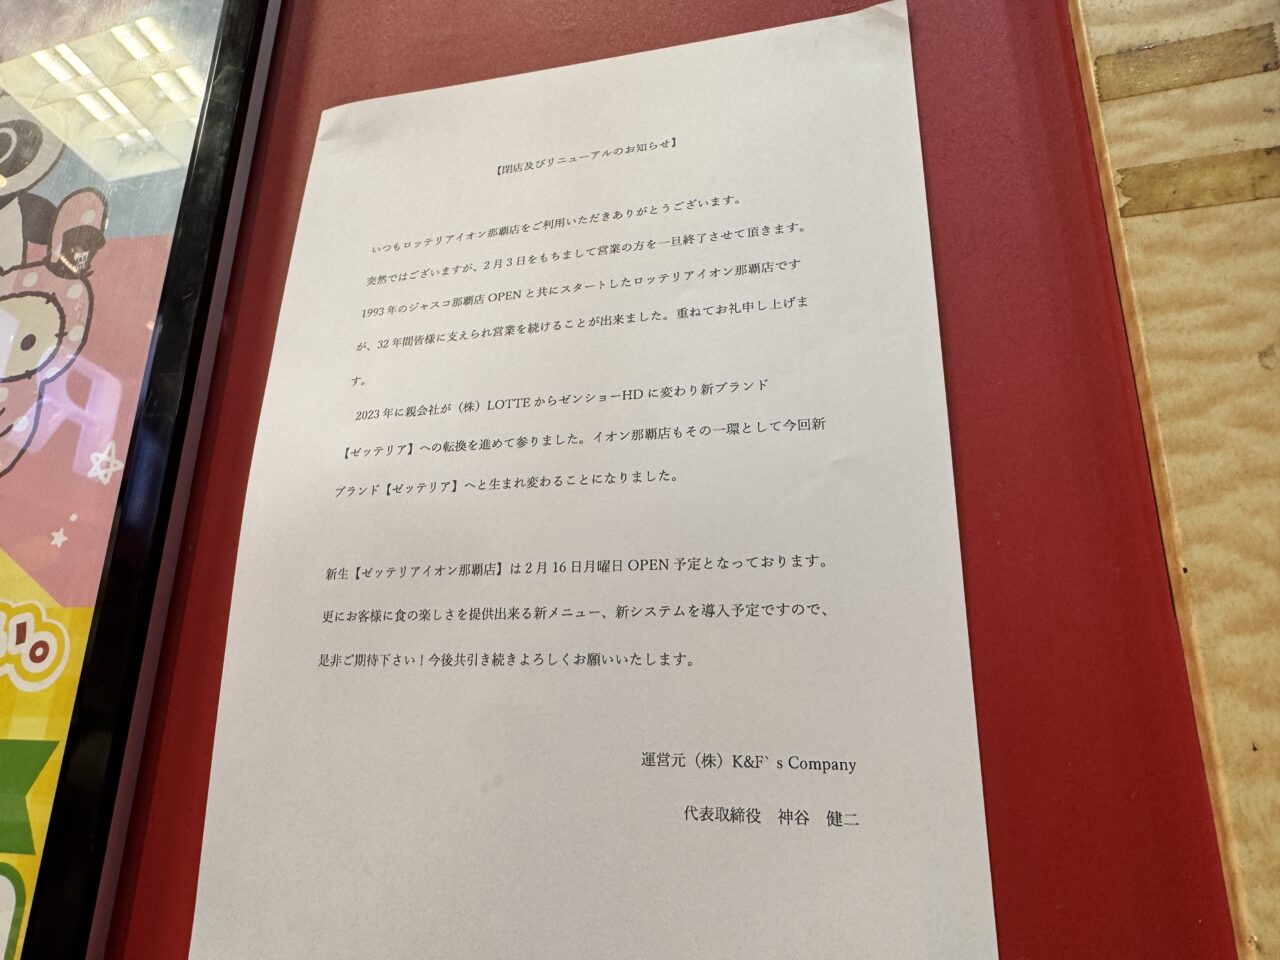 【閉店及びリニューアルのお知らせ】
いつもロッテリアイオン那覇店をご利用いただきありがとうございます。
突然ではございますが、2月3日をもちまして営業の方を一旦終了させて頂きます。
1993年のジャスコ那覇店OPENと共にスタートしたロッテリアイオン那覇店です
が、32年間皆様に支えられ営業を続けることが出来ました。重ねてお礼申し上げま
す。
2023年に親会社が（株）LOTTEからゼンショーHDに変わり新ブランド
【ゼッテリア】への転換を進めて参りました。イオン那覇店もその一環として今回新
ブランド【ゼッテリア】へと生まれ変わることになりました。
新生【ゼッテリアイオン那覇店】は2月16日月曜日OPEN予定となっております。
更にお客様に食の楽しさを提供出来る新メニュー、新システムを導入予定ですので、
是非ご期待下さい！今後共引き続きよろしくお願いいたします。
運営元（株）K&F`s Company
代表取締役　神谷　健二